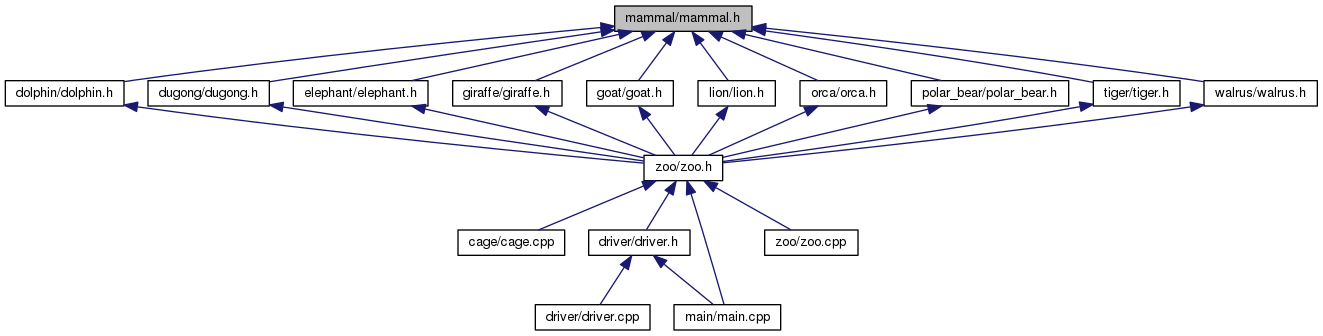 mammal/mammal.h
dolphin/dolphin.h
dugong/dugong.h
elephant/elephant.h
giraffe/giraffe.h
goat/goat.h
lion/lion.h
orca/orca.h
polar_bear/polar_bear.h
tiger/tiger.h
walrus/walrus.h
zoo/zoo.h
cage/cage.cpp
driver/driver.h
zoo/zoo.cpp
driver/driver.cpp
main/main.cpp